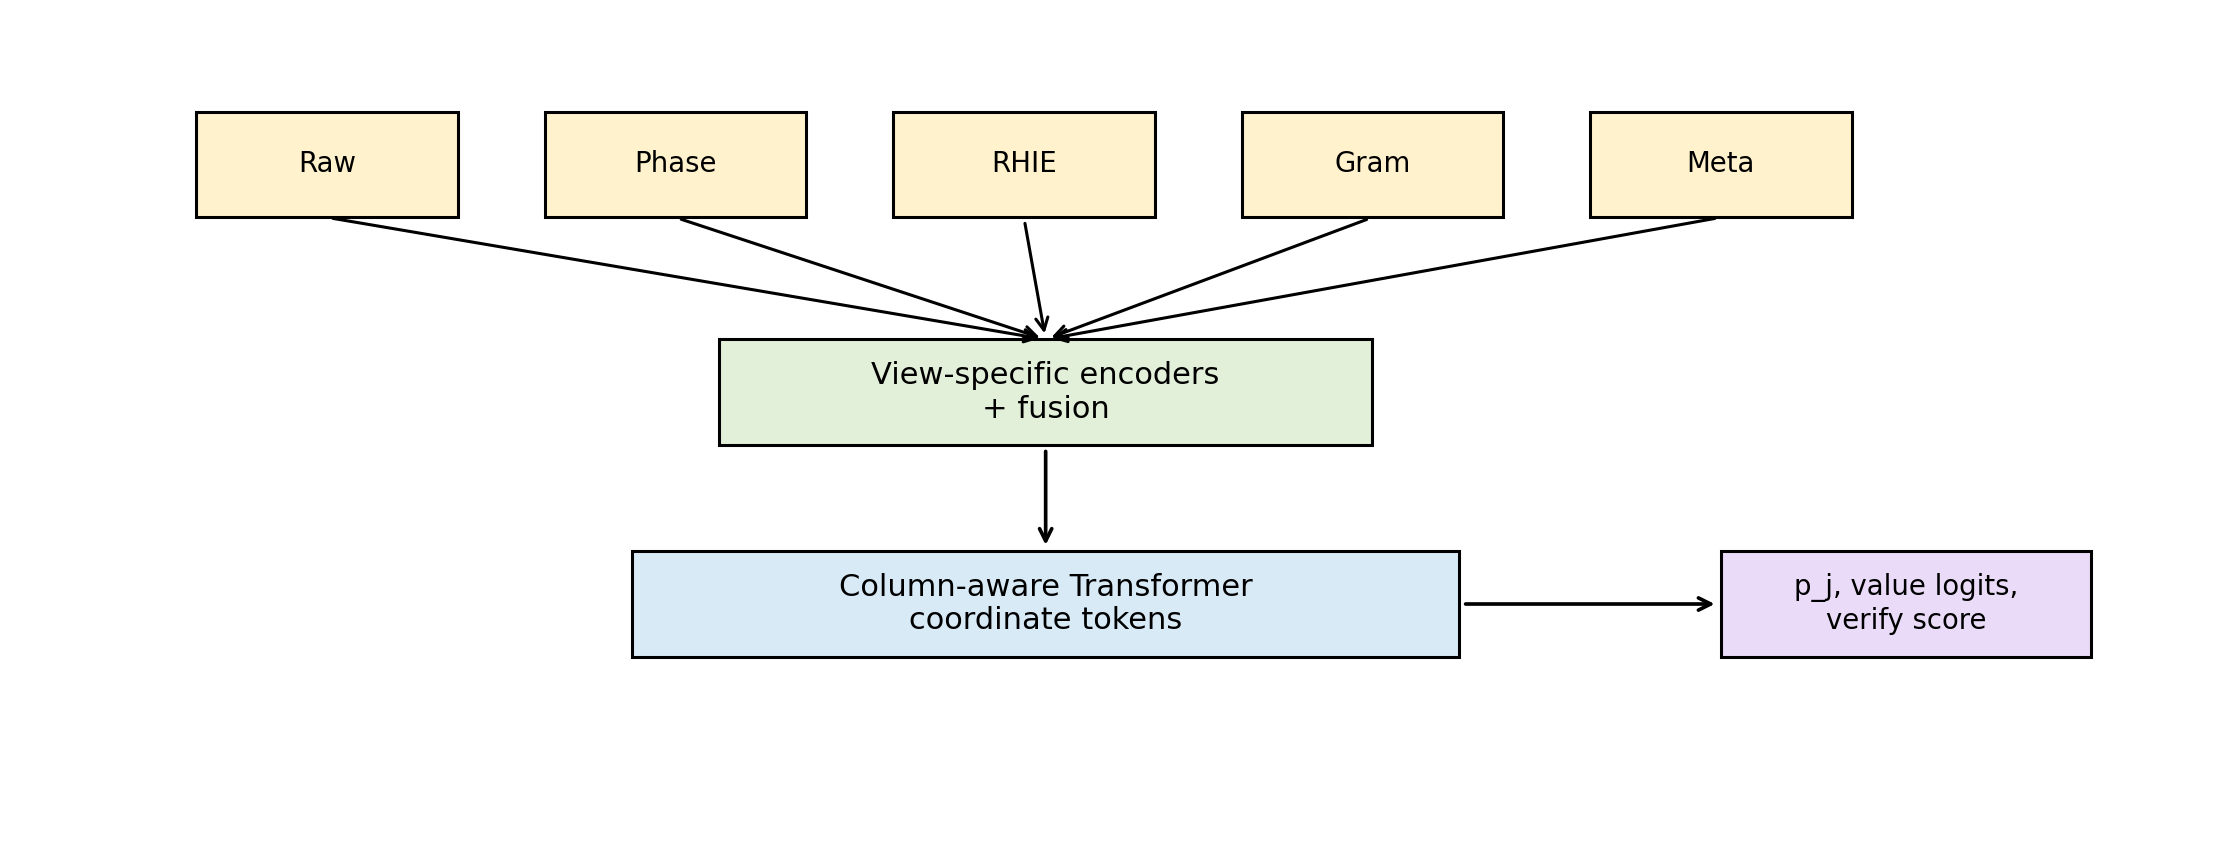 Raw
Phase
RHIE
Gram
Meta
View-specific encoders
+ fusion
Column-aware Transformer
coordinate tokens
p_j, value logits,
verify score